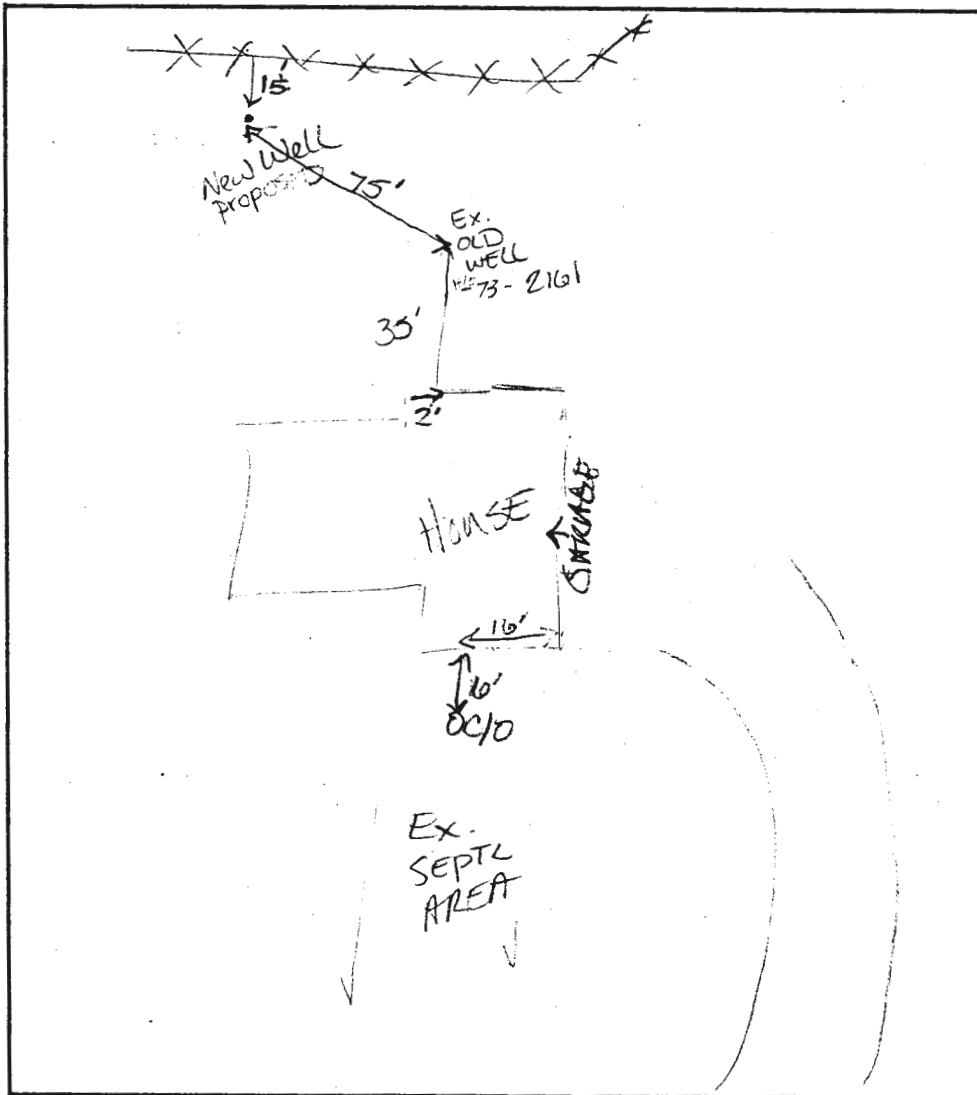 15'
New Well
proposed
75'
Ex.
OLD
WELL
73-2161
35'
2'
HOUSE
GARAGE
16'
16'
OC/O
Ex.
SEPTC
AREA